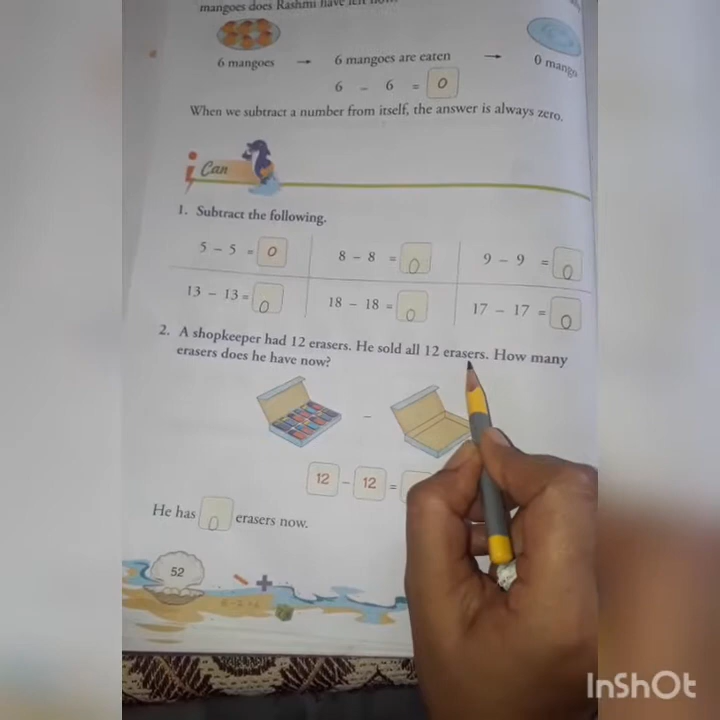 mangoes does Rashmi have left
6 mangoes → 6 mangoes are eaten → 0 mango
6 - 6 = 0
When we subtract a number from itself, the answer is always zero.
i Can
1. Subtract the following.
5 - 5 = 0 8 - 8 = 0 9 - 9 = 0
13 - 13 = 0 18 - 18 = 0 17 - 17 = 0
2. A shopkeeper had 12 erasers. He sold all 12 erasers. How many
erasers does he have now?
-
12 - 12 =
He has 0 erasers now.
52
InShOt